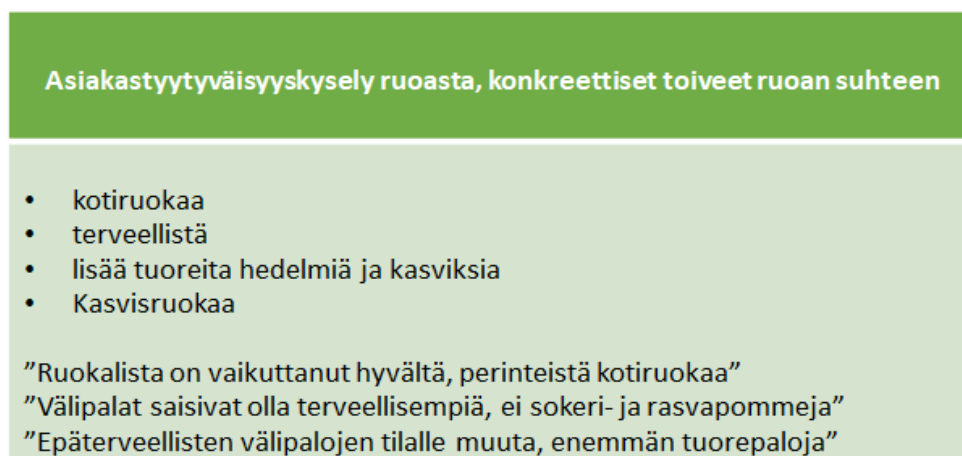 Asiakastyytyväisyyskysely ruoasta, konkreettiset toiveet ruoan suhteen
• kotiruokaa
• terveellistä
• lisää tuoreita hedelmiä ja kasviksia
• Kasvisruokaa
”Ruokalista on vaikuttanut hyvältä, perinteistä kotiruokaa”
”Välipalat saisivat olla terveellisempiä, ei sokeri- ja rasvapommeja”
”Epäterveellisten välipalojen tilalle muuta, enemmän tuorepaloja”